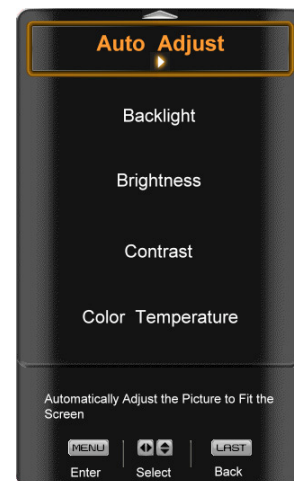 Auto Adjust
Backlight
Brightness
Contrast
Color Temperature
Automatically Adjust the Picture to Fit the
Screen
MENU LAST
Enter Select Back